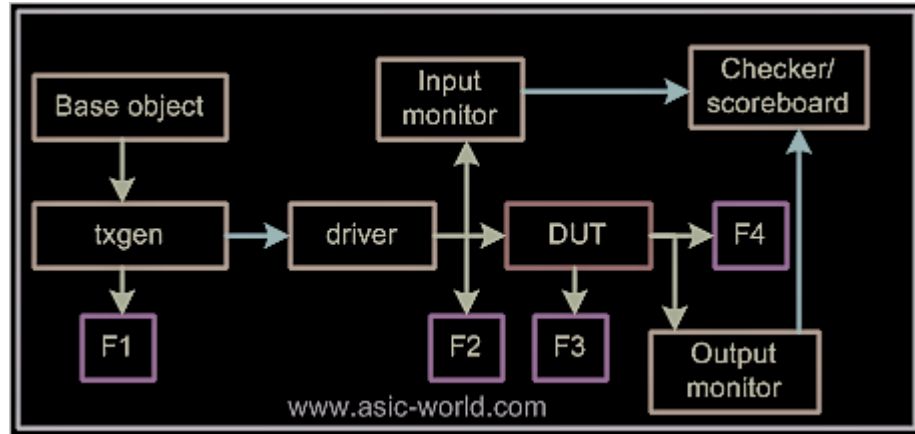 Base object
Input
monitor
Checker/
scoreboard
txgen
driver
DUT
F4
F1
F2
F3
Output
monitor
www.asic-world.com